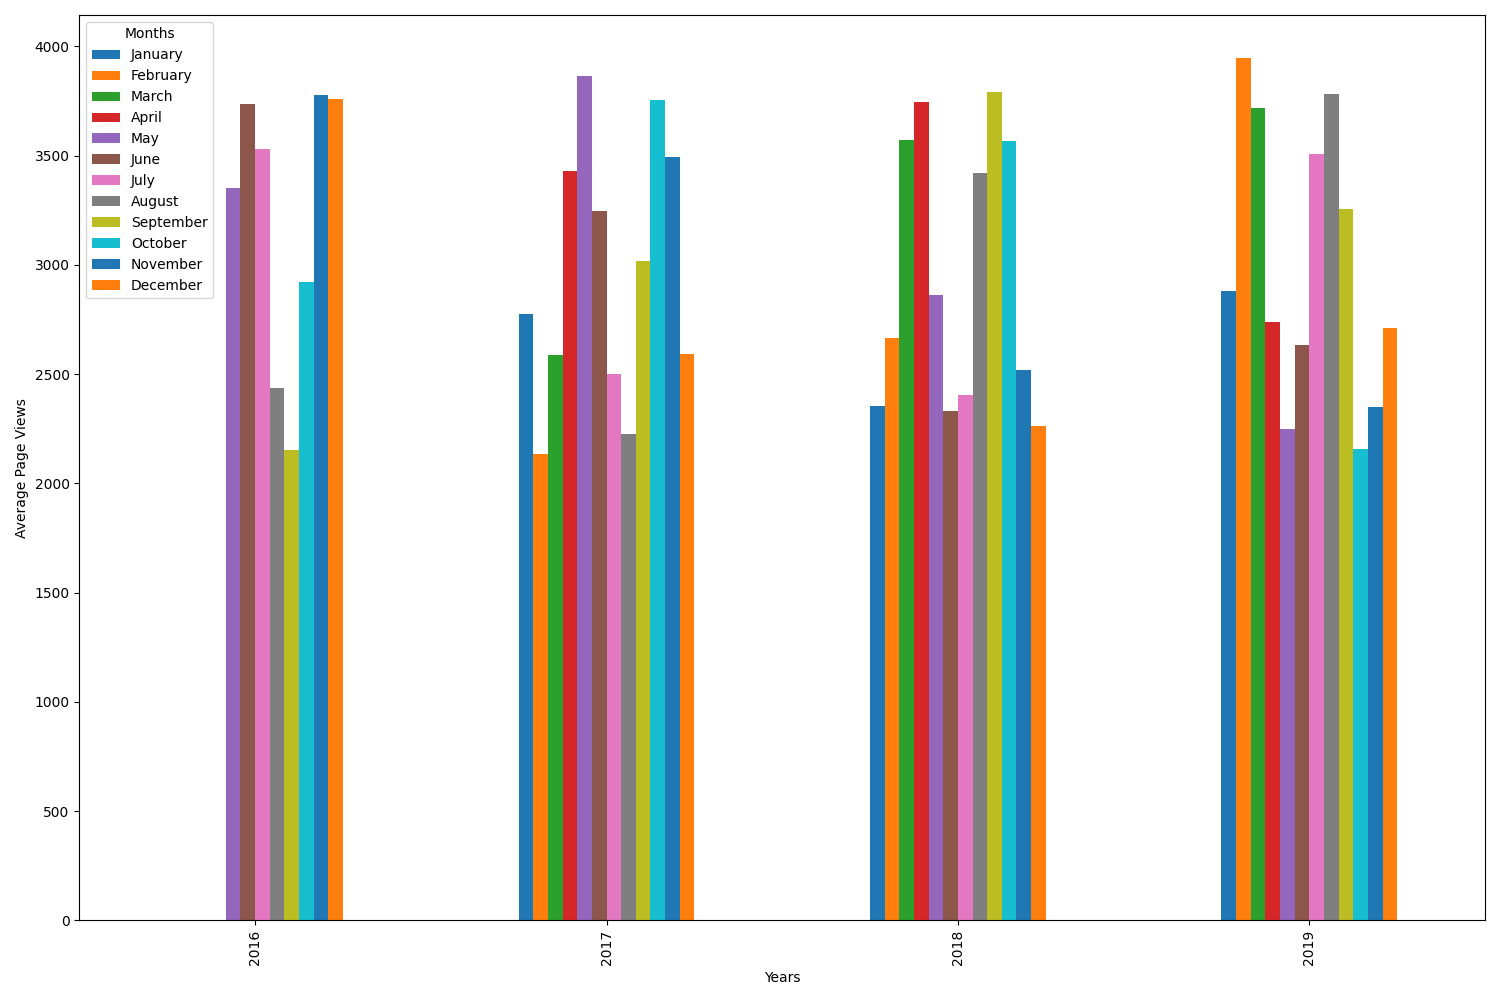 Months
January
February
March
April
May
June
July
August
September
October
November
December
4000
3500
3000
2500
2000
1500
1000
500
0
Average Page Views
2016
2017
2018
2019
Years